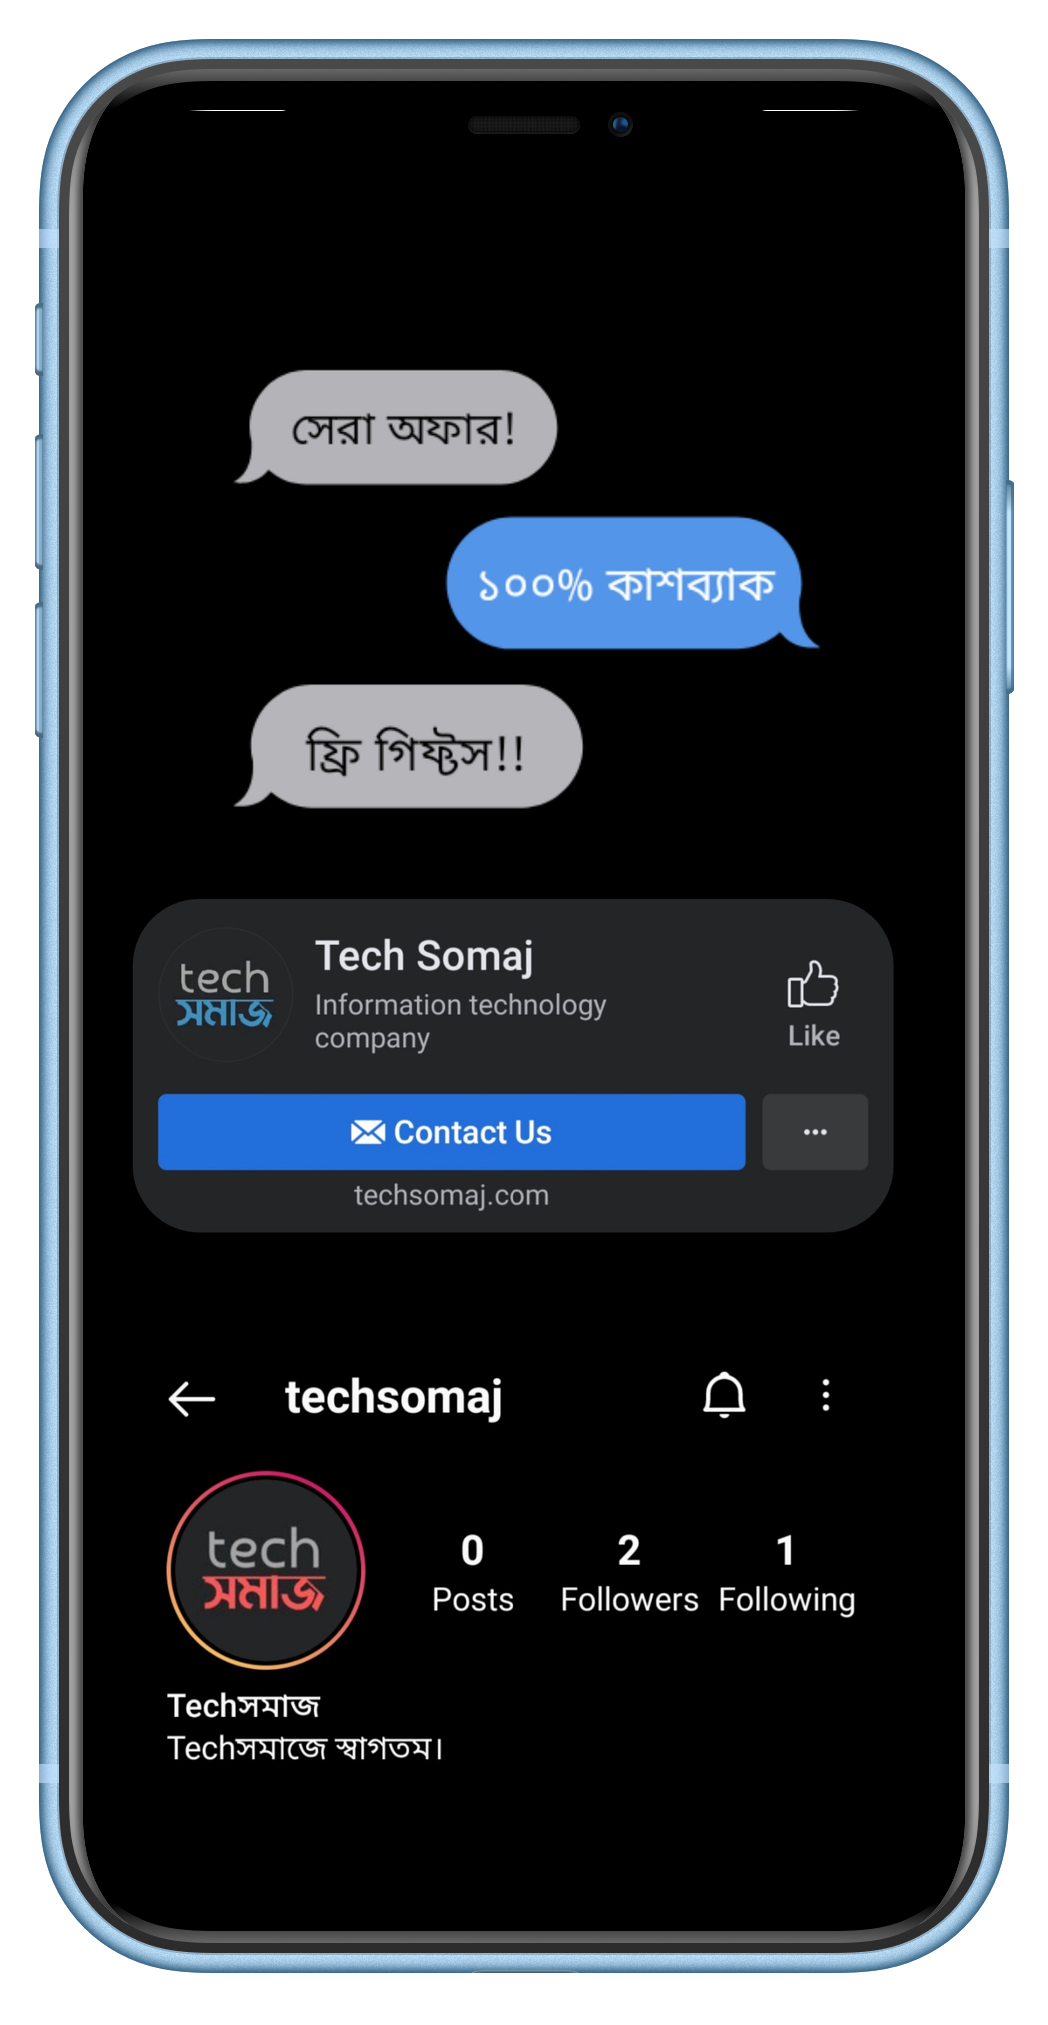 সেরা অফার!
১০০% কাশব্যাক
ফ্রি গিফ্টস!!
tech
সমাজ
Tech Somaj
Information technology
company
Like
Contact Us
...
techsomaj.com
techsomaj
tech
সমাজ
0 2 1
Posts Followers Following
Techসমাজ
Techসমাজে স্বাগতম।